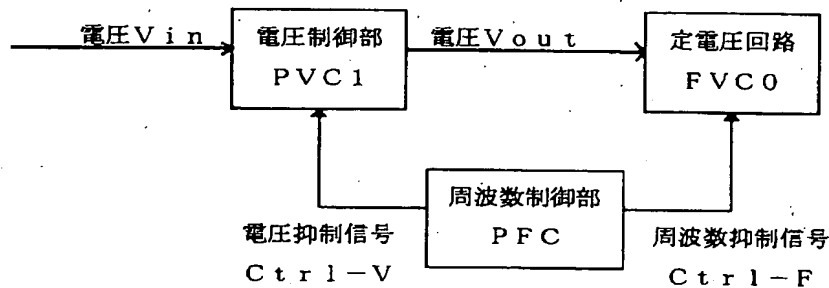 電圧Vin
電圧制御部
PVC1
電圧Vout
定電圧回路
FVC0
周波数制御部
PFC
電圧抑制信号
Ctrl-V
周波数抑制信号
Ctrl-F